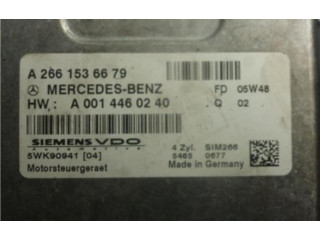 A 266 153 66 79
MERCEDES-BENZ FD 05W48
HW: A 001 446 02 40 Q 02
SIEMENS VDO 4 Zyl. SIM266
5WK90941 [04] 5465 0677
Motorsteuergeraet Made in Germany